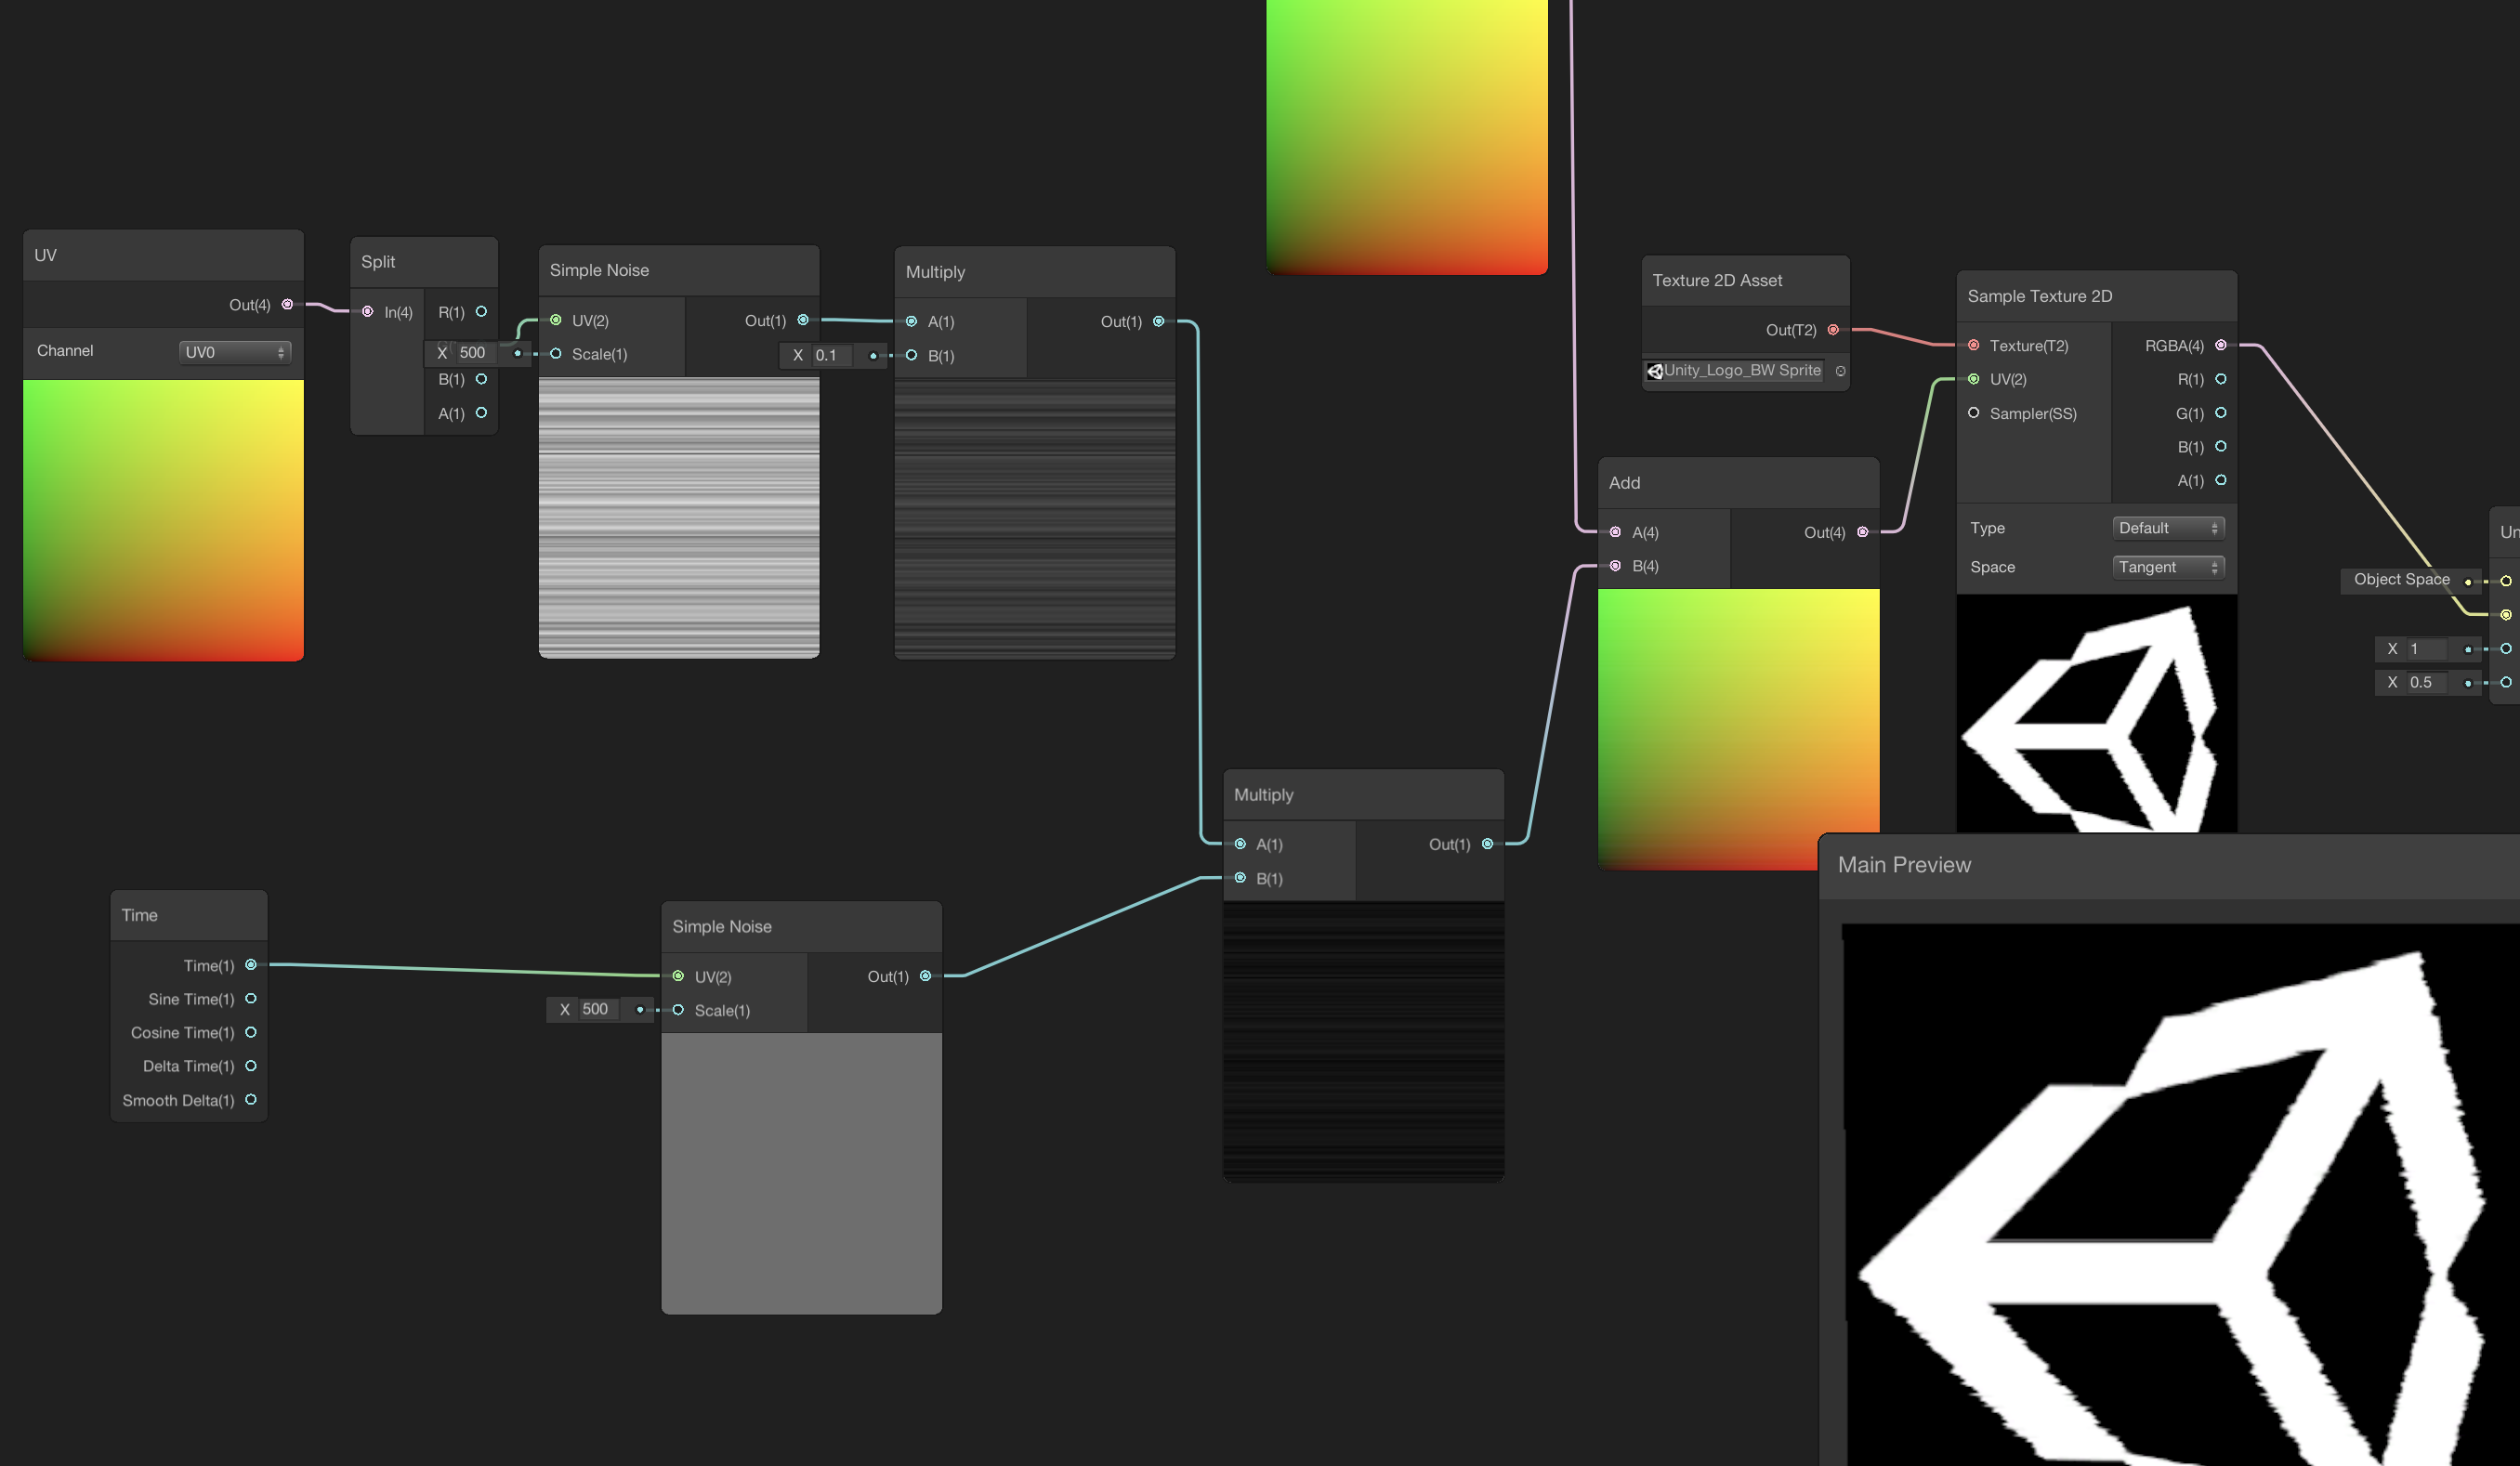 UV
Out(4)
Channel
UV0
Split
In(4)
R(1)
B(1)
A(1)
X 500
Simple Noise
UV(2)
Out(1)
Scale(1)
X 0.1
Multiply
A(1)
Out(1)
B(1)
Texture 2D Asset
Out(T2)
Unity_Logo_BW Sprite
Sample Texture 2D
Texture(T2)
RGBA(4)
UV(2)
R(1)
Sampler(SS)
G(1)
B(1)
A(1)
Type
Default
Space
Tangent
Add
A(4)
Out(4)
B(4)
Un
Object Space
X 1
X 0.5
Multiply
A(1)
Out(1)
B(1)
Time
Time(1)
Sine Time(1)
Cosine Time(1)
Delta Time(1)
Smooth Delta(1)
Simple Noise
UV(2)
Out(1)
X 500
Scale(1)
Main Preview